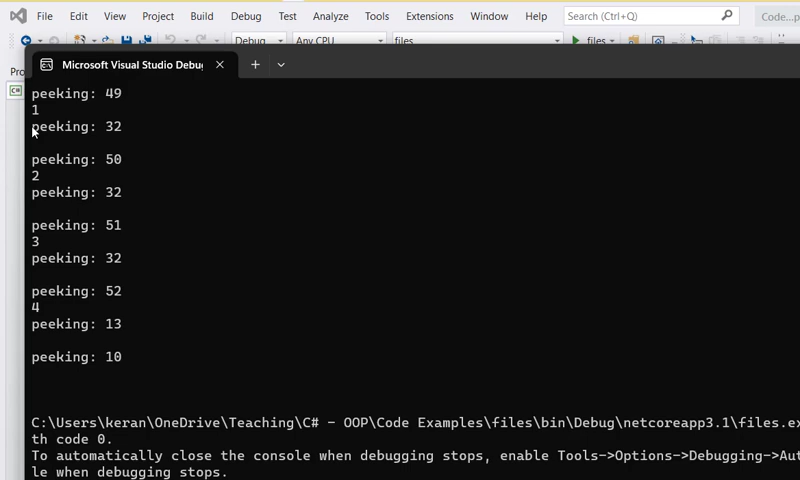 File Edit View Project Build Debug Test Analyze Tools Extensions Window Help Search (Ctrl+Q) Code...p
Debug Any CPU files files
Pro
C#
Microsoft Visual Studio Debug
peeking: 49
1
peeking: 32
peeking: 50
2
peeking: 32
peeking: 51
3
peeking: 32
peeking: 52
4
peeking: 13
peeking: 10
C:\Users\keran\OneDrive\Teaching\C# - OOP\Code Examples\files\bin\Debug\netcoreapp3.1\files.ex
th code 0.
To automatically close the console when debugging stops, enable Tools->Options->Debugging->Aut
le when debugging stops.